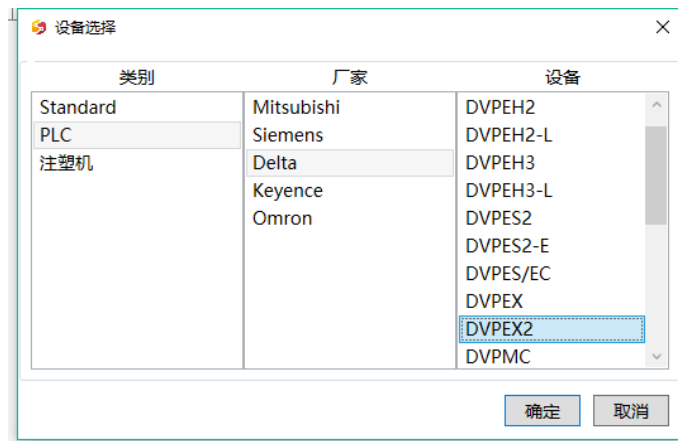 设备选择
类别
厂家
设备
Standard
PLC
注塑机
Mitsubishi
Siemens
Delta
Keyence
Omron
DVPEH2
DVPEH2-L
DVPEH3
DVPEH3-L
DVPES2
DVPES2-E
DVPES/EC
DVPEX
DVPEX2
DVPMC
确定
取消